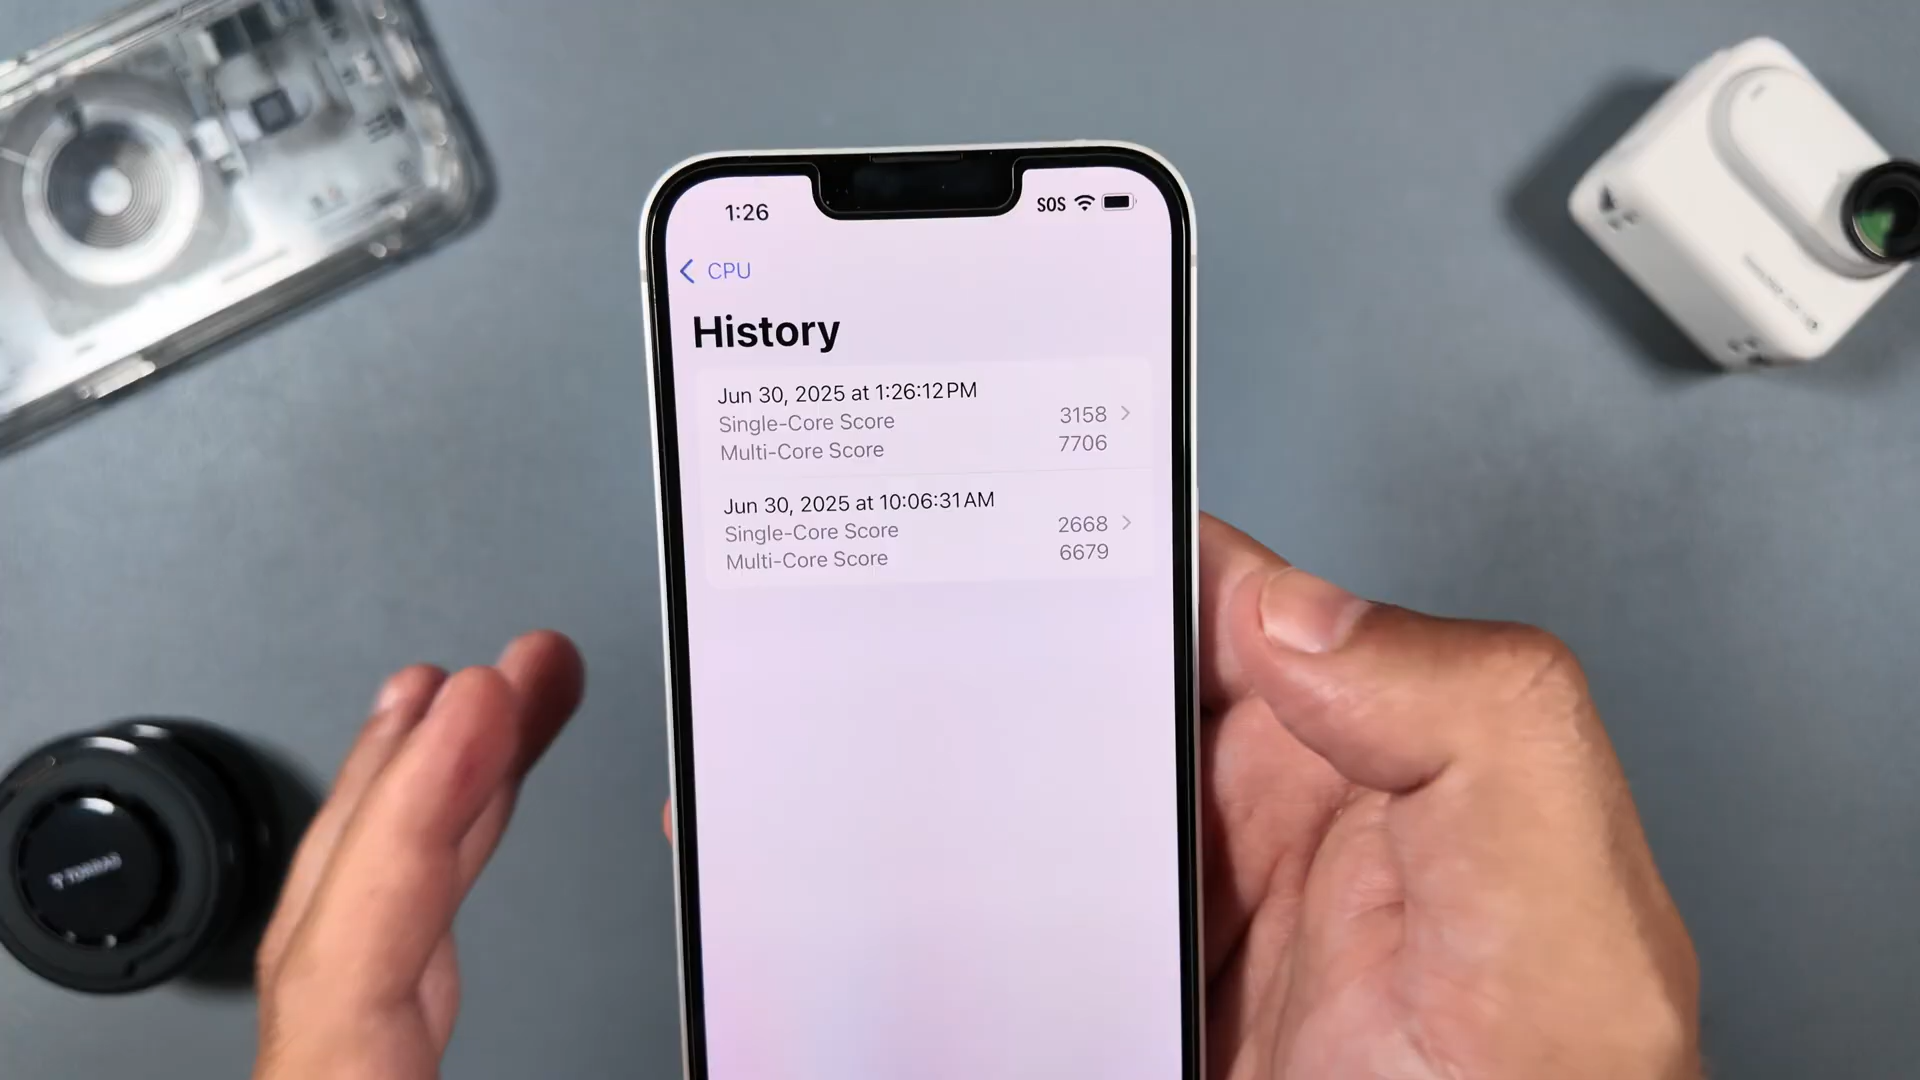 1:26
SOS
CPU
History
Jun 30, 2025 at 1:26:12 PM
Single-Core Score 3158
Multi-Core Score 7706
Jun 30, 2025 at 10:06:31 AM
Single-Core Score 2668
Multi-Core Score 6679
TORRAS